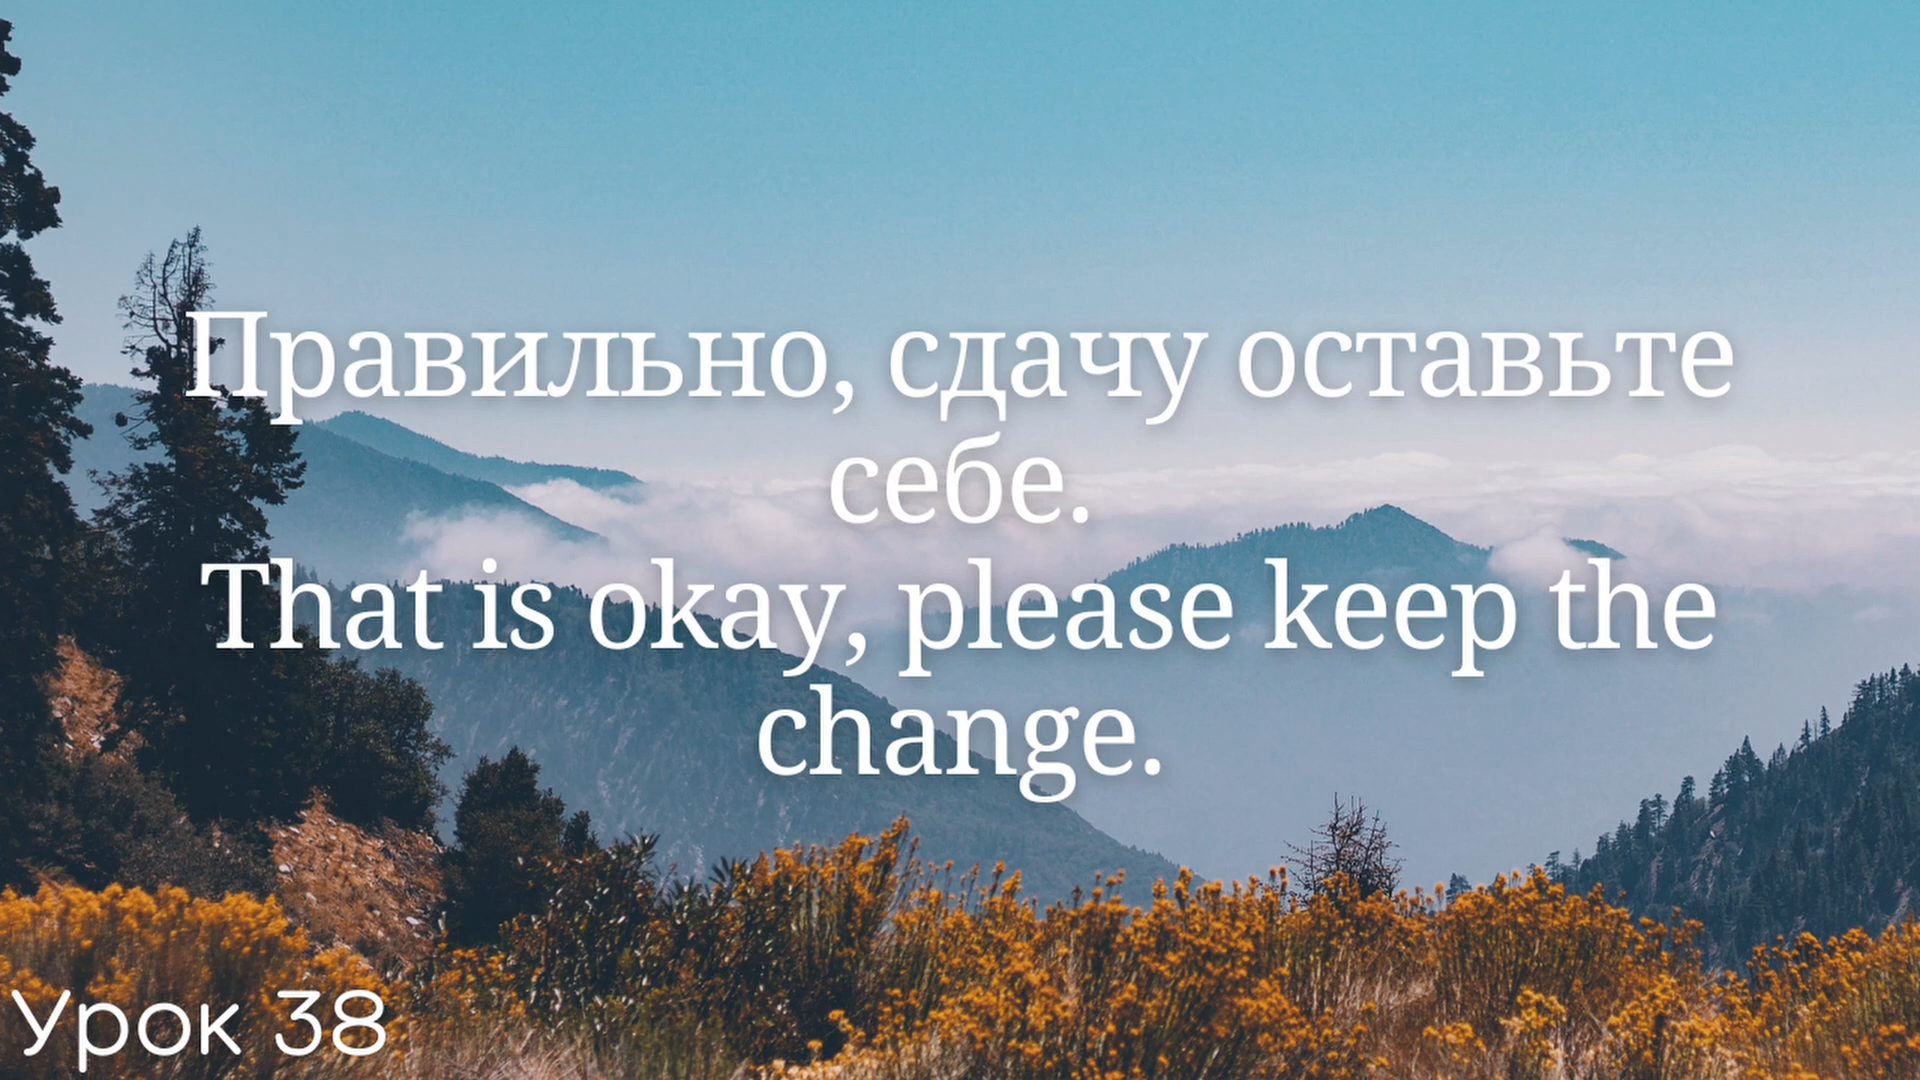 Правильно, сдачу оставьте
себе.
That is okay, please keep the
change.
Урок 38